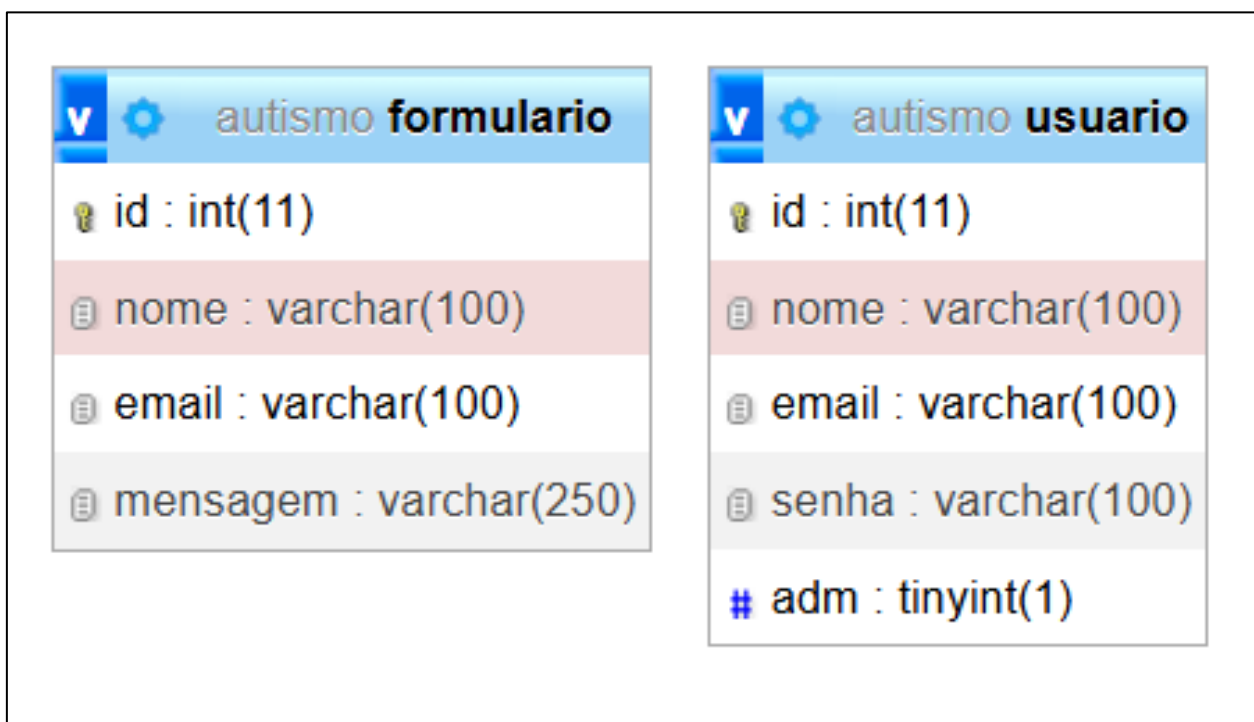 v autismo formulario
id : int(11)
nome : varchar(100)
email : varchar(100)
mensagem : varchar(250)
v autismo usuario
id : int(11)
nome : varchar(100)
email : varchar(100)
senha : varchar(100)
# adm : tinyint(1)